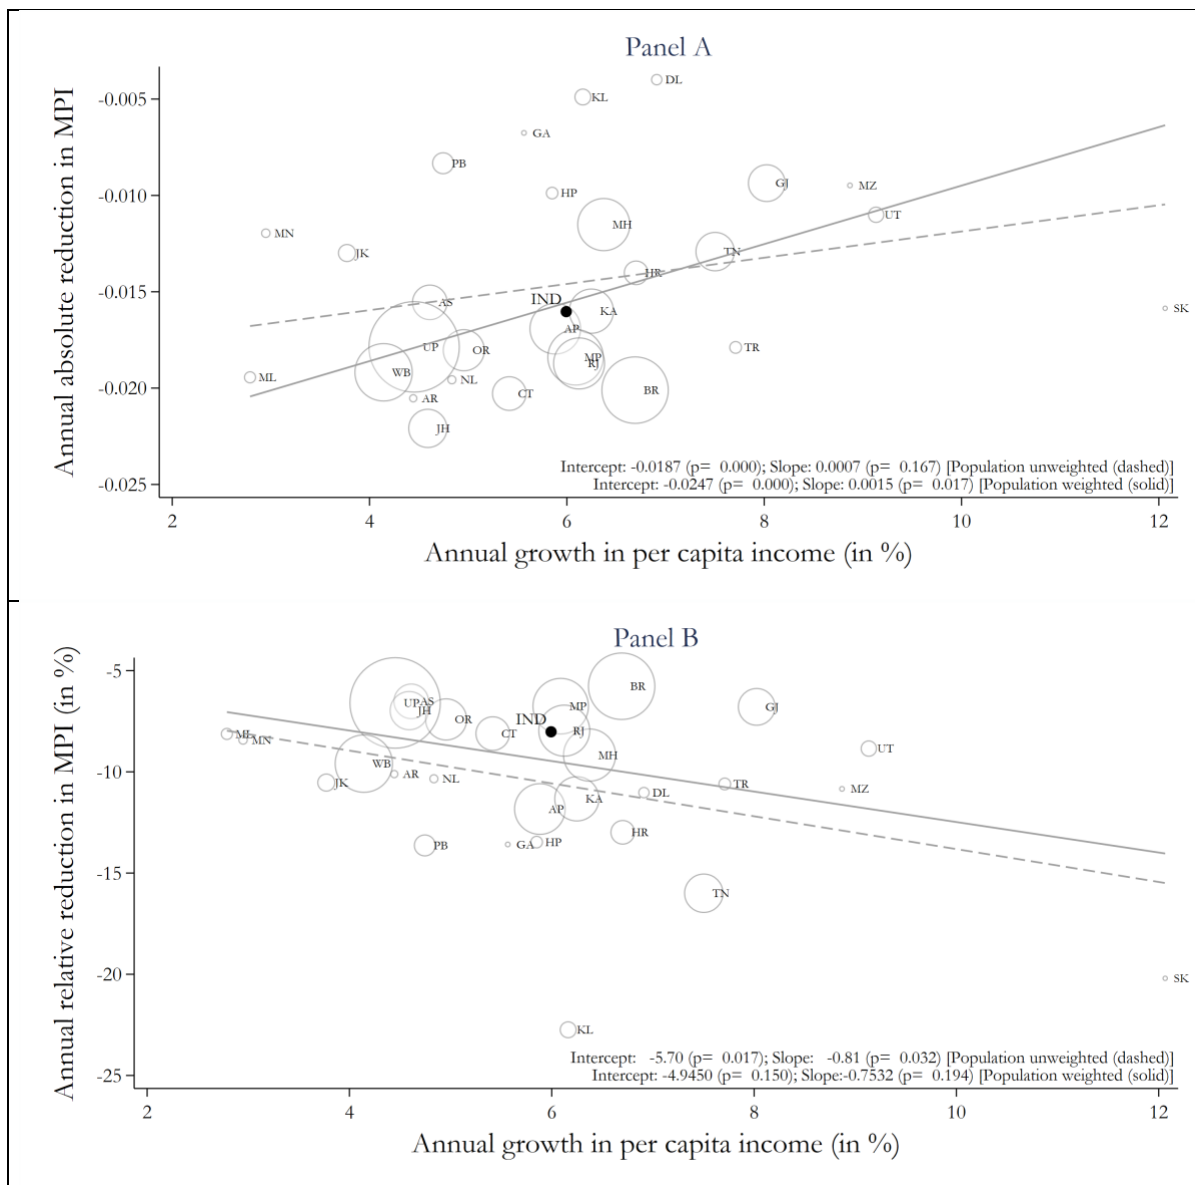 Panel A
Annual absolute reduction in MPI
-0.005
-0.010
-0.015
-0.020
-0.025
DL
KL
GA
PB
HP
GJ
MZ
UT
MH
MN
JK
TN
HR
AS
IND
KA
SK
AP
UP
OR
MP
RJ
TR
WB
ML
NL
CT
BR
AR
JH
Intercept: -0.0187 (p= 0.000); Slope: 0.0007 (p= 0.167) [Population unweighted (dashed)]
Intercept: -0.0247 (p= 0.000); Slope: 0.0015 (p= 0.017) [Population weighted (solid)]
2 4 6 8 10 12
Annual growth in per capita income (in %)
Panel B
Annual relative reduction in MPI (in %)
-5
-10
-15
-20
-25
BR
UP
AS
JH
MP
GJ
OR
IND
RJ
CT
ML
MN
UT
MH
WB
AR
NL
JK
TR
MZ
DL
KA
AP
HR
PB
GA
HP
TN
SK
KL
Intercept: -5.70 (p= 0.017); Slope: -0.81 (p= 0.032) [Population unweighted (dashed)]
Intercept: -4.9450 (p= 0.150); Slope:-0.7532 (p= 0.194) [Population weighted (solid)]
2 4 6 8 10 12
Annual growth in per capita income (in %)